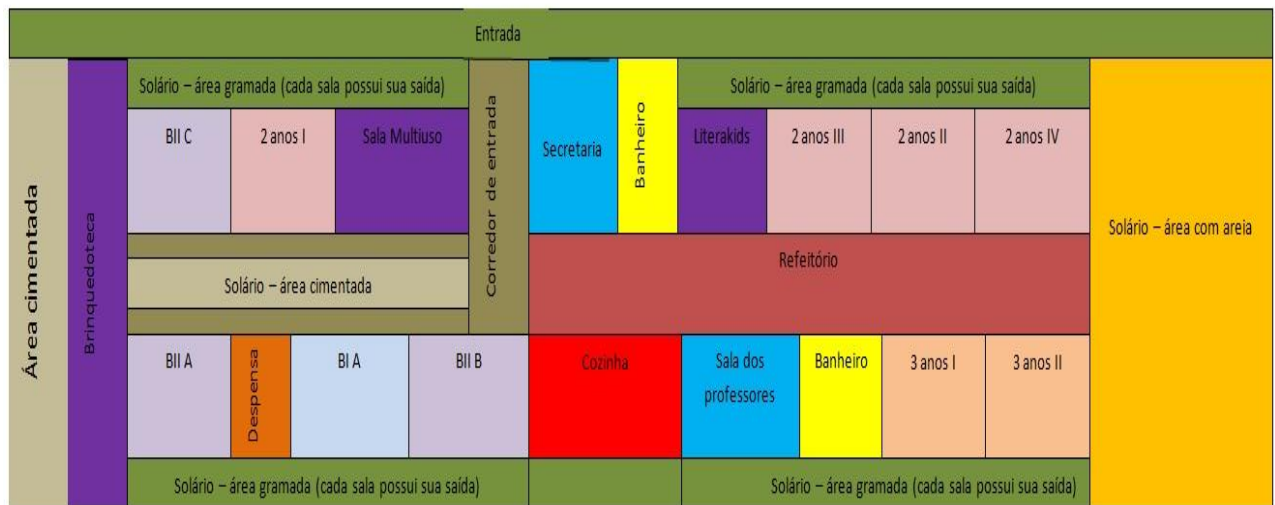 Entrada
Área cimentada
Brinquedoteca
Solário – área gramada (cada sala possui sua saída)
BII C
2 anos I
Sala Multiuso
Solário – área cimentada
Corredor de entrada
Secretaria
Banheiro
Solário – área gramada (cada sala possui sua saída)
Literakids
2 anos III
2 anos II
2 anos IV
Refeitório
Solário – área com areia
BII A
Despensa
BI A
BII B
Cozinha
Sala dos
professores
Banheiro
3 anos I
3 anos II
Solário – área gramada (cada sala possui sua saída)
Solário – área gramada (cada sala possui sua saída)